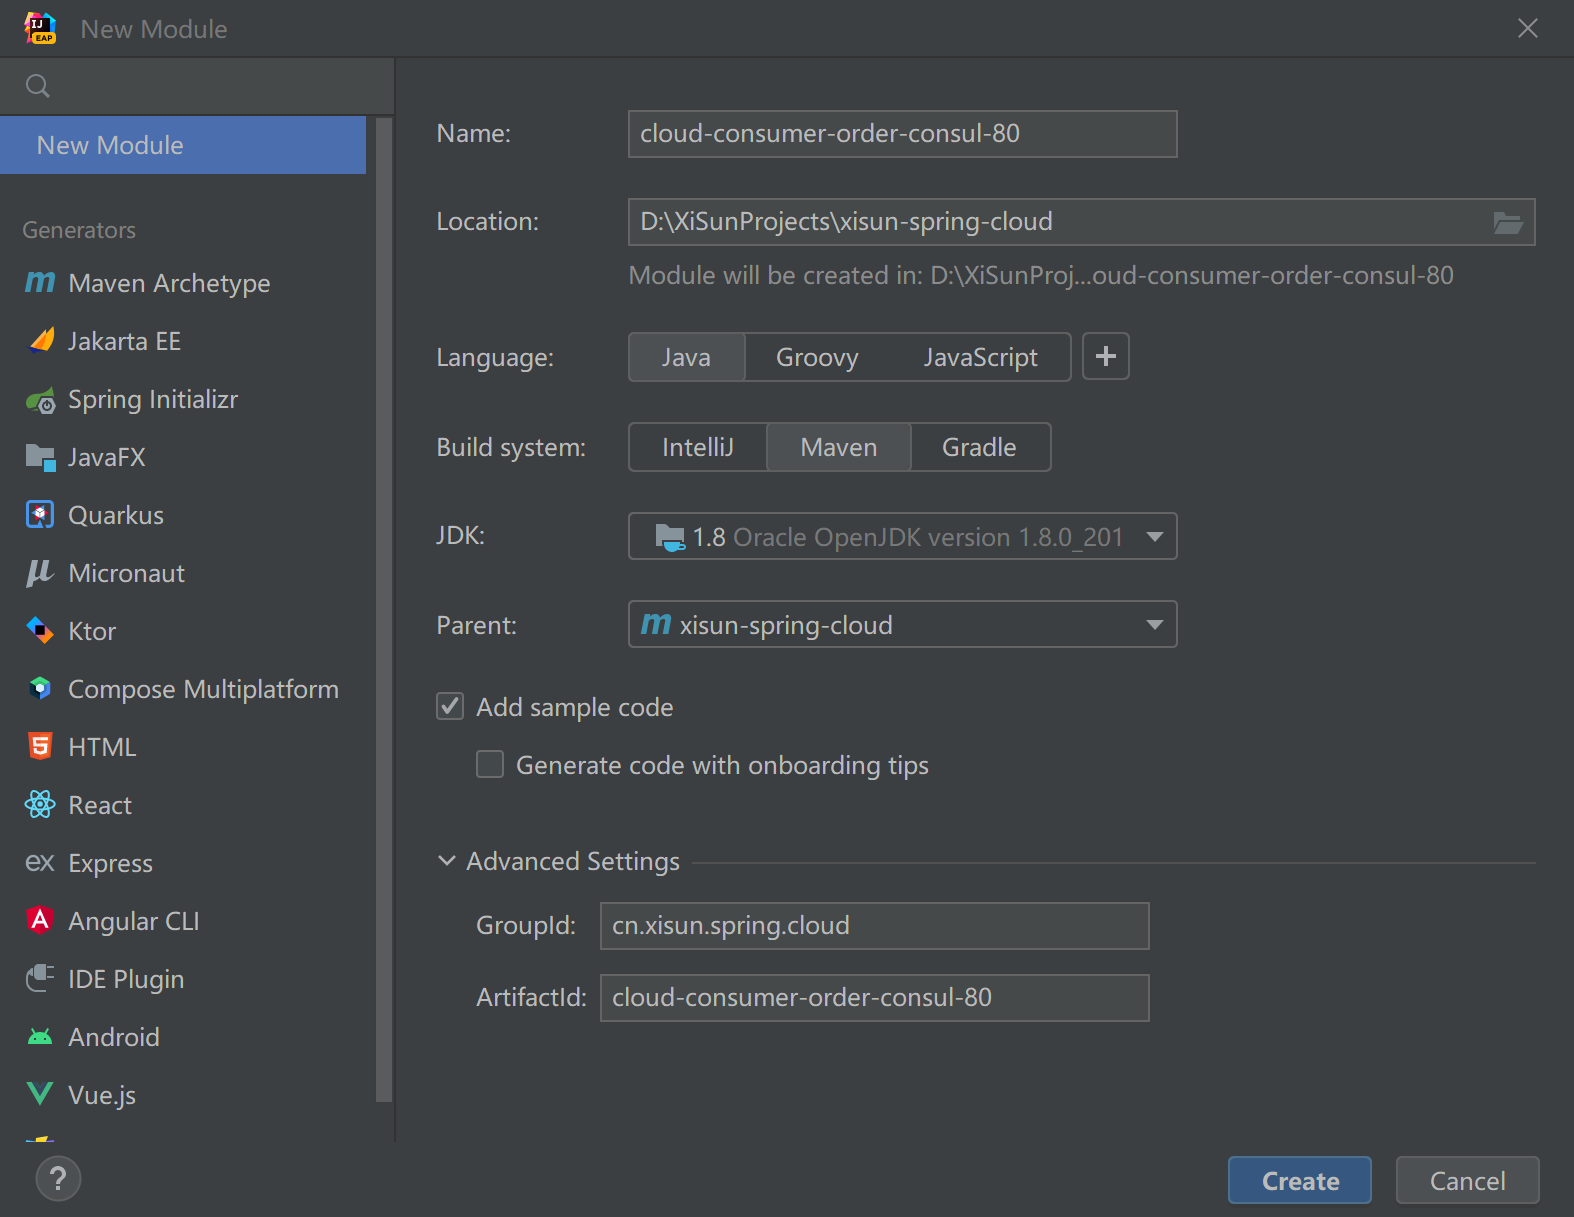 IJ
EAP
New Module
New Module
Generators
Maven Archetype
Jakarta EE
Spring Initializr
JavaFX
Quarkus
Micronaut
Ktor
Compose Multiplatform
HTML
React
ex Express
Angular CLI
IDE Plugin
Android
Vue.js
Name: cloud-consumer-order-consul-80
Location: D:\XiSunProjects\xisun-spring-cloud
Module will be created in: D:\XiSunProj...oud-consumer-order-consul-80
Language: Java Groovy JavaScript +
Build system: IntelliJ Maven Gradle
JDK: 1.8 Oracle OpenJDK version 1.8.0_201
Parent: m xisun-spring-cloud
Add sample code
Generate code with onboarding tips
Advanced Settings
GroupId: cn.xisun.spring.cloud
ArtifactId: cloud-consumer-order-consul-80
? Create Cancel